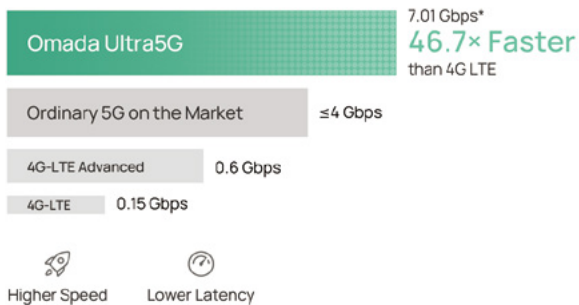 Omada Ultra5G
7.01 Gbps*
46.7× Faster
than 4G LTE
Ordinary 5G on the Market
≤4 Gbps
4G-LTE Advanced
0.6 Gbps
4G-LTE
0.15 Gbps
Higher Speed
Lower Latency